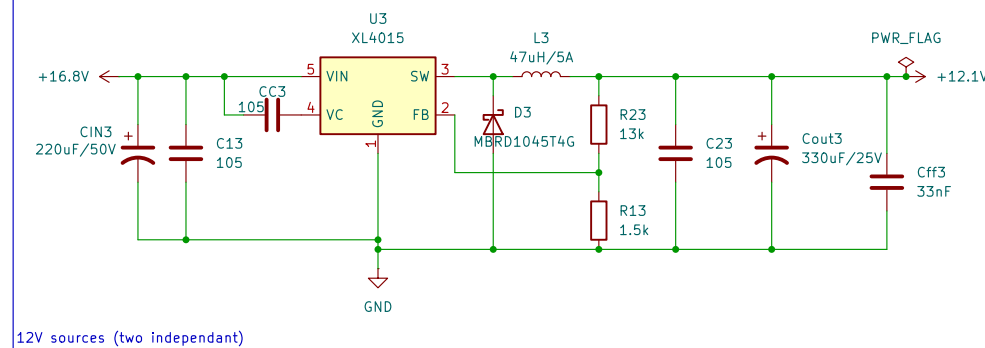 U3
XL4015
L3
47uH/5A
PWR_FLAG
+16.8V
5
VIN
SW
3
+12.1V
CC3
105
4
VC
GND
FB
2
1
D3
MBRD1045T4G
R23
13k
CIN3
220uF/50V
+
C13
105
C23
105
+
Cout3
330uF/25V
Cff3
33nF
R13
1.5k
GND
12V sources (two independant)